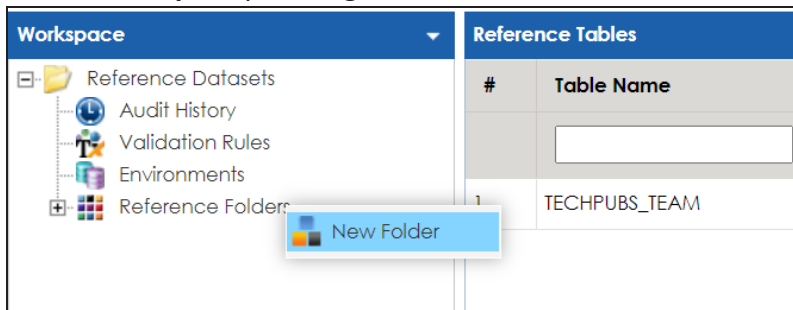 Workspace
Reference Tables
Reference Datasets
Audit History
Validation Rules
Environments
Reference Folders
New Folder
# Table Name
1 TECHPUBS_TEAM